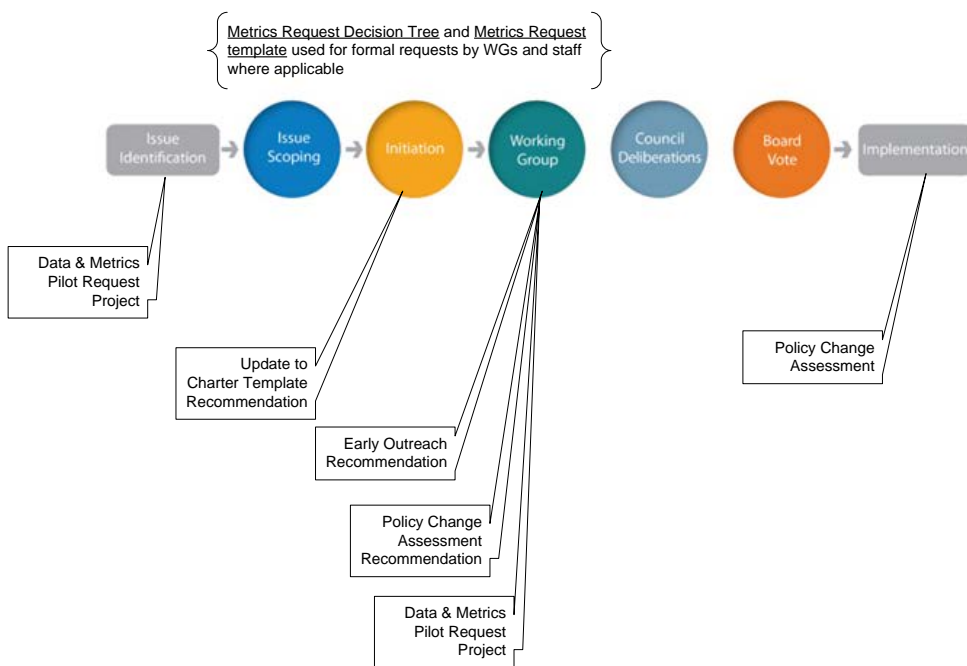 Metrics Request Decision Tree and Metrics Request
template used for formal requests by WGs and staff
where applicable
Issue
Identification
Issue
Scoping
Initiation
Working
Group
Council
Deliberations
Board
Vote
Implementation
Data & Metrics
Pilot Request
Project
Update to
Charter Template
Recommendation
Early Outreach
Recommendation
Policy Change
Assessment
Recommendation
Data & Metrics
Pilot Request
Project
Policy Change
Assessment